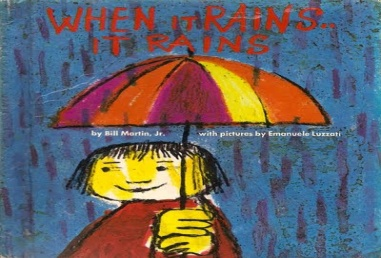 WHEN IT RAINS..
IT RAINS
by Bill Martin, Jr. with pictures by Emanuele Luzzati